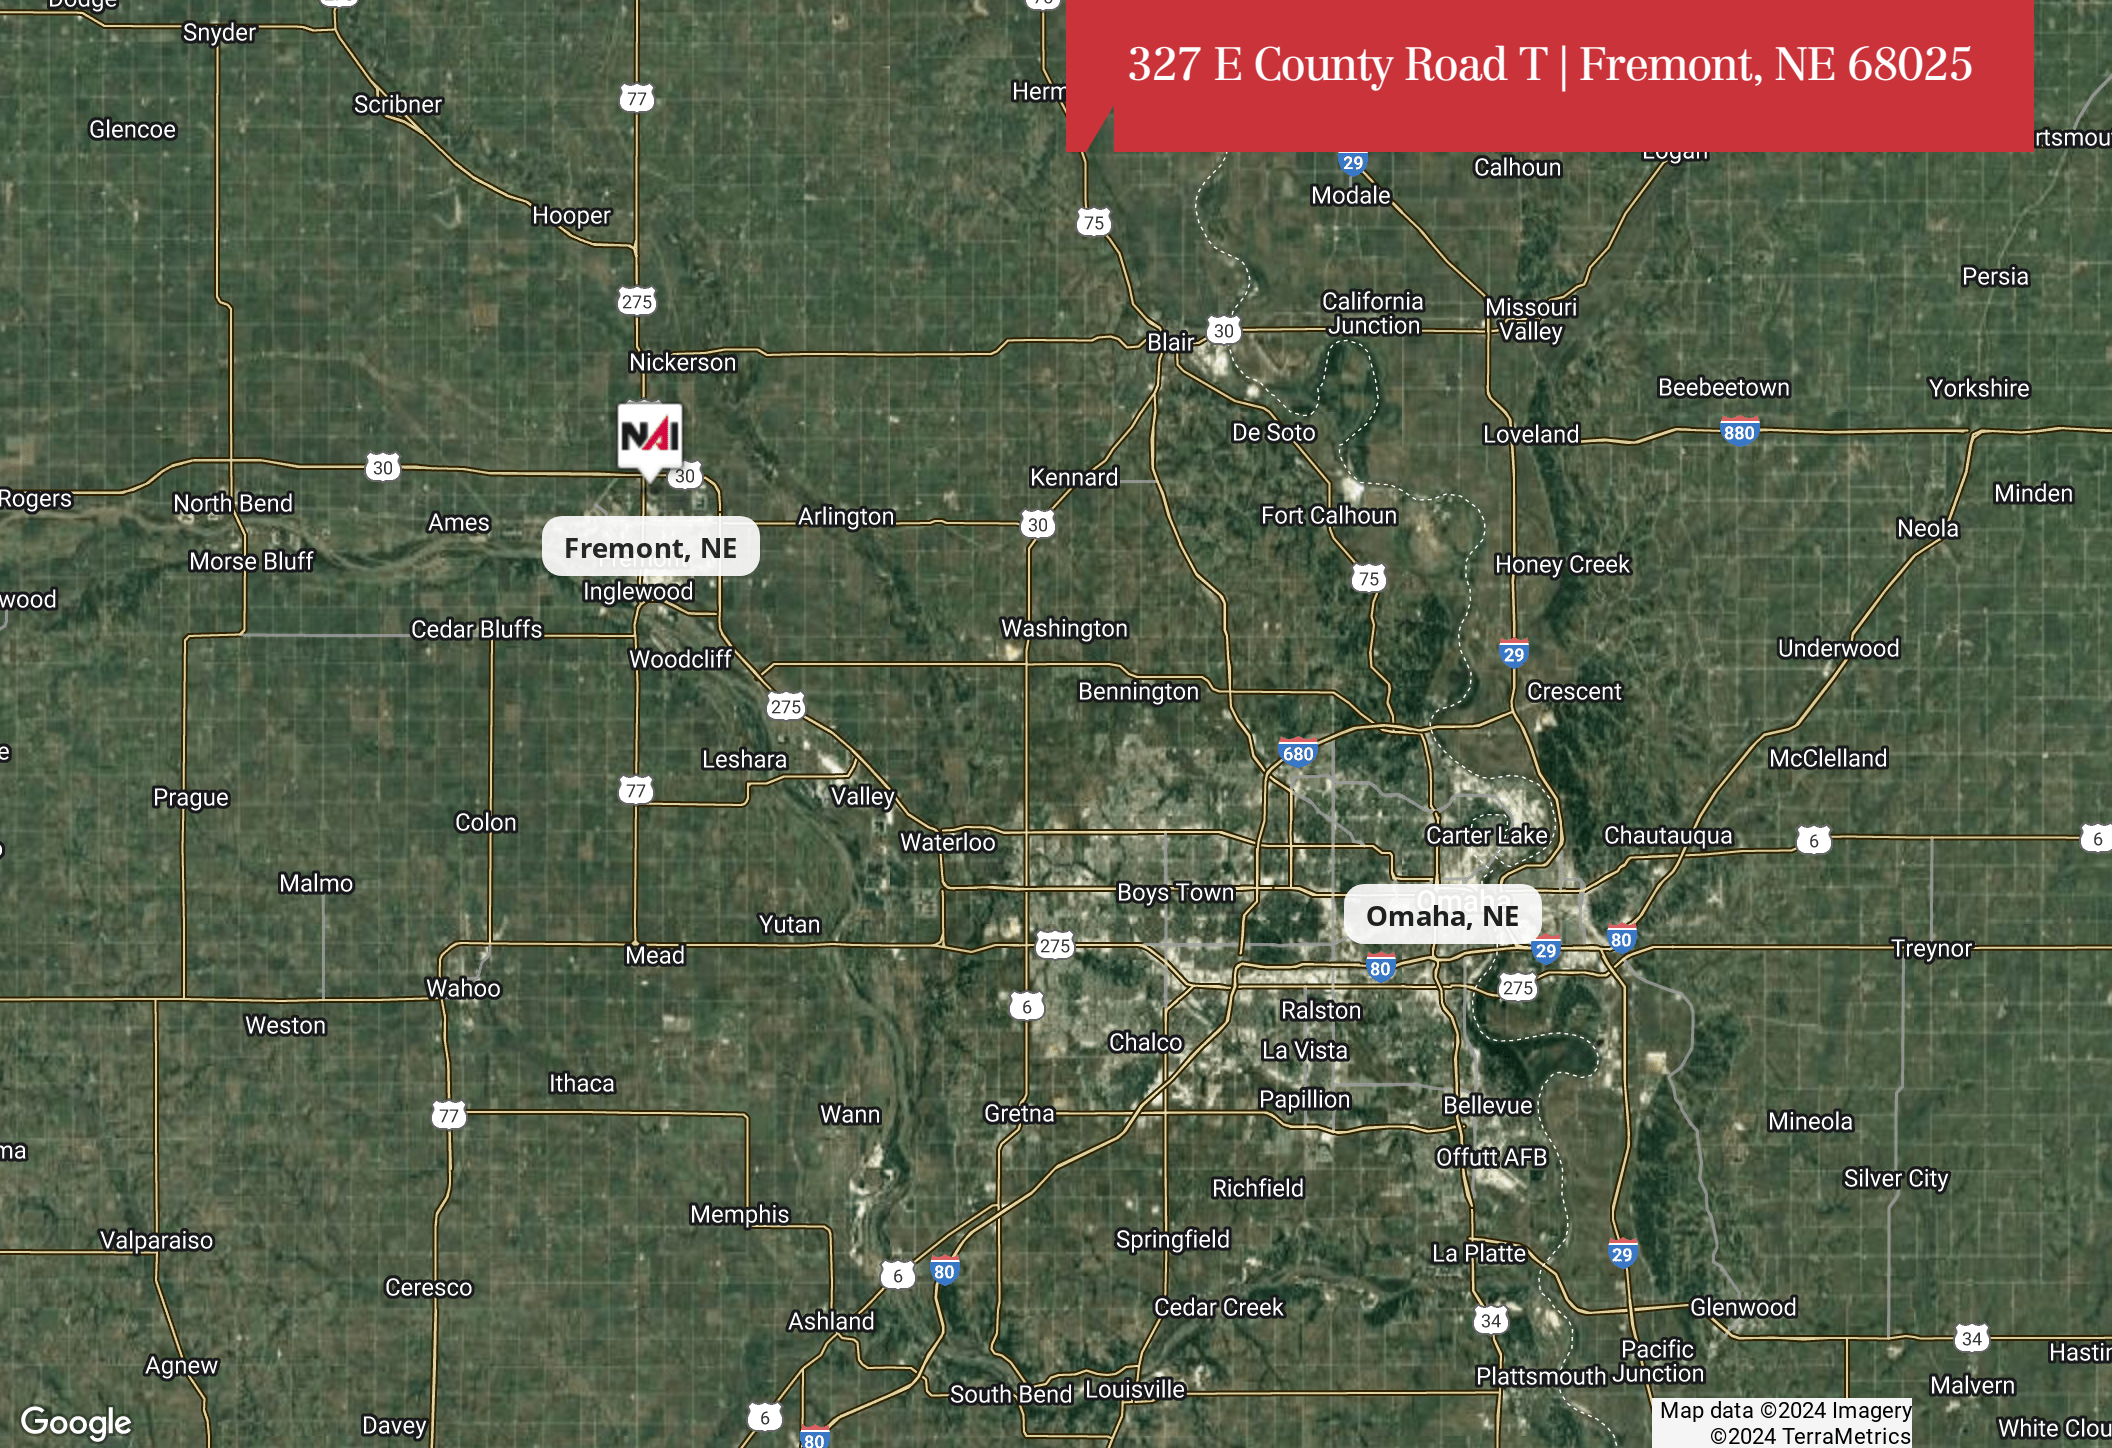 327 E County Road T | Fremont, NE 68025
Snyder
Scribner
77
Glencoe
29
Calhoun
Modale
Hooper
75
Persia
275
California
Junction
Missouri
Valley
30
Blair
Nickerson
Beebeetown
Yorkshire
NAI
De Soto
Loveland
880
30
30
Kennard
Rogers
North Bend
Minden
Ames
Arlington
30
Fort Calhoun
Neola
Fremont, NE
Morse Bluff
Honey Creek
75
Inglewood
Cedar Bluffs
Washington
Woodcliff
29
Underwood
Bennington
Crescent
275
680
Leshara
McClelland
77
Prague
Valley
Colon
Waterloo
Carter Lake
Chautauqua
6
6
Malmo
Boys Town
Omaha
Omaha, NE
Yutan
275
29
80
Treynor
Mead
80
Wahoo
275
6
Ralston
Weston
Chalco
La Vista
Ithaca
Papillion
Bellevue
77
Wann
Gretna
Mineola
Offutt AFB
Silver City
Richfield
Memphis
Valparaiso
Springfield
La Platte
29
6
80
Ceresco
Cedar Creek
Glenwood
Ashland
34
34
Pacific
Junction
Agnew
Plattsmouth
South Bend
Louisville
Malvern
6
80
Davey
Google
Map data ©2024 Imagery
©2024 TerraMetrics